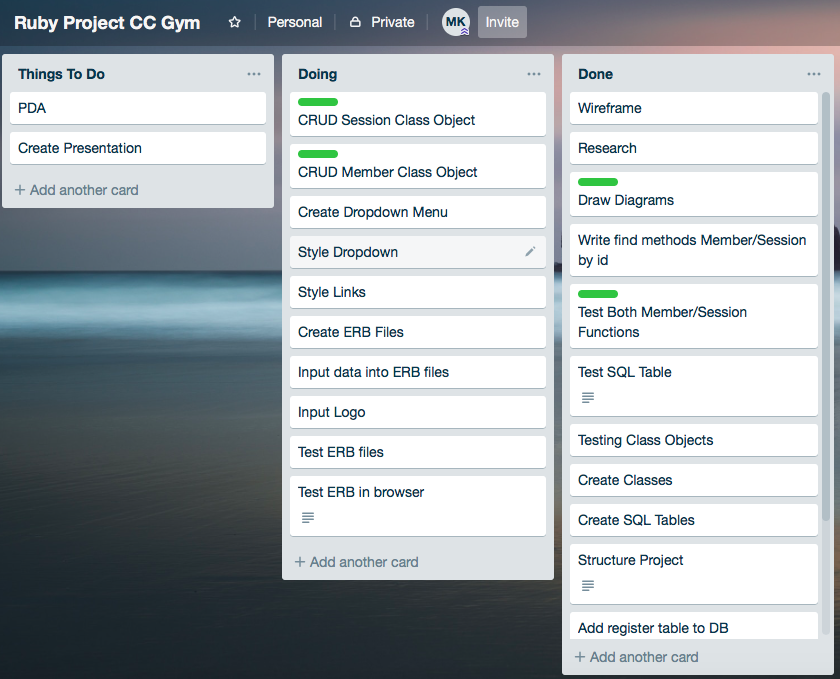 Ruby Project CC Gym
Personal
Private
MK
Invite
Things To Do
PDA
Create Presentation
+ Add another card
Doing
CRUD Session Class Object
CRUD Member Class Object
Create Dropdown Menu
Style Dropdown
Style Links
Create ERB Files
Input data into ERB files
Input Logo
Test ERB files
Test ERB in browser
+ Add another card
Done
Wireframe
Research
Draw Diagrams
Write find methods Member/Session
by id
Test Both Member/Session
Functions
Test SQL Table
Testing Class Objects
Create Classes
Create SQL Tables
Structure Project
Add register table to DB
+ Add another card